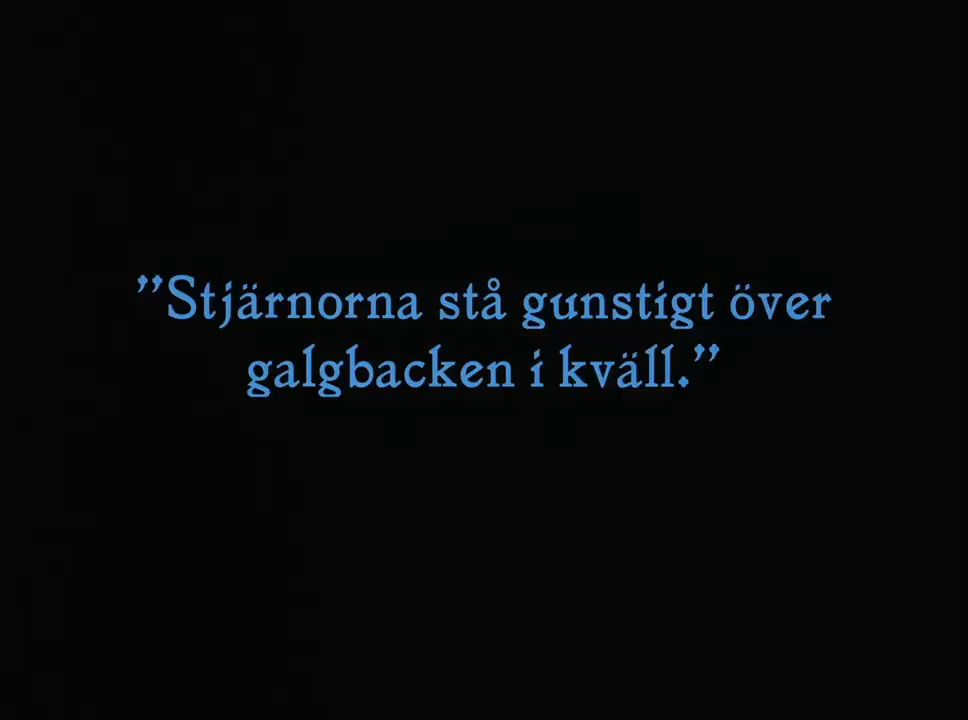 ”Stjärnorna stå gunstigt över
galgbacken i kväll.”